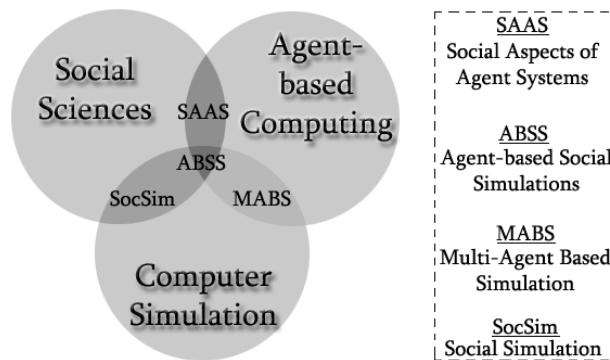 Social
Sciences
Agent-
based
Computing
SAAS
ABSS
SocSim
MABS
Computer
Simulation
SAAS
Social Aspects of
Agent Systems
ABSS
Agent-based Social
Simulations
MABS
Multi-Agent Based
Simulation
SocSim
Social Simulation